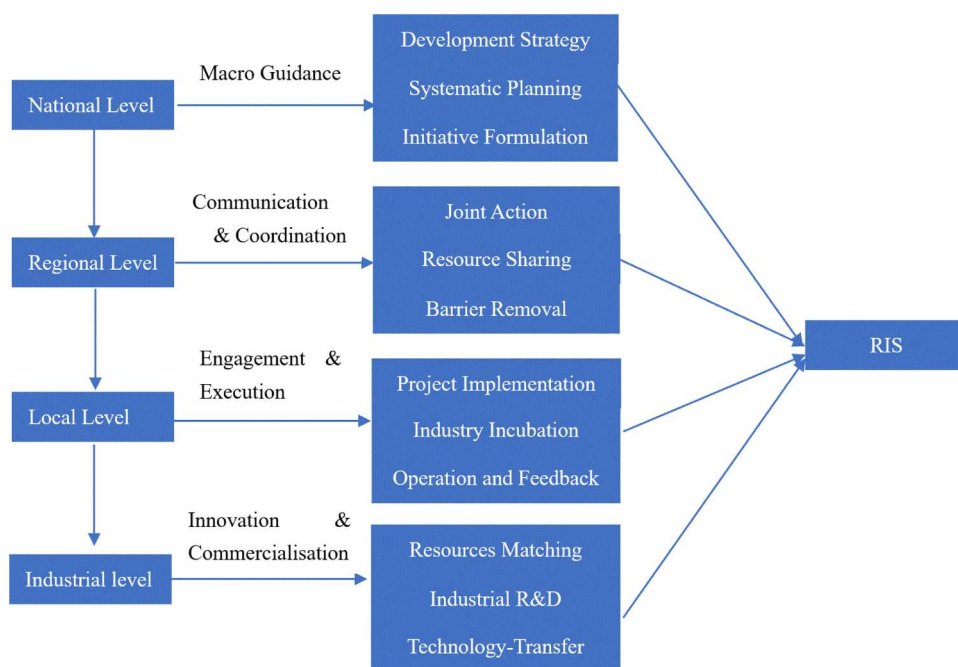 National Level
Macro Guidance
Development Strategy
Systematic Planning
Initiative Formulation
Regional Level
Communication
& Coordination
Joint Action
Resource Sharing
Barrier Removal
Local Level
Engagement &
Execution
Project Implementation
Industry Incubation
Operation and Feedback
Industrial level
Innovation &
Commercialisation
Resources Matching
Industrial R&D
Technology-Transfer
RIS